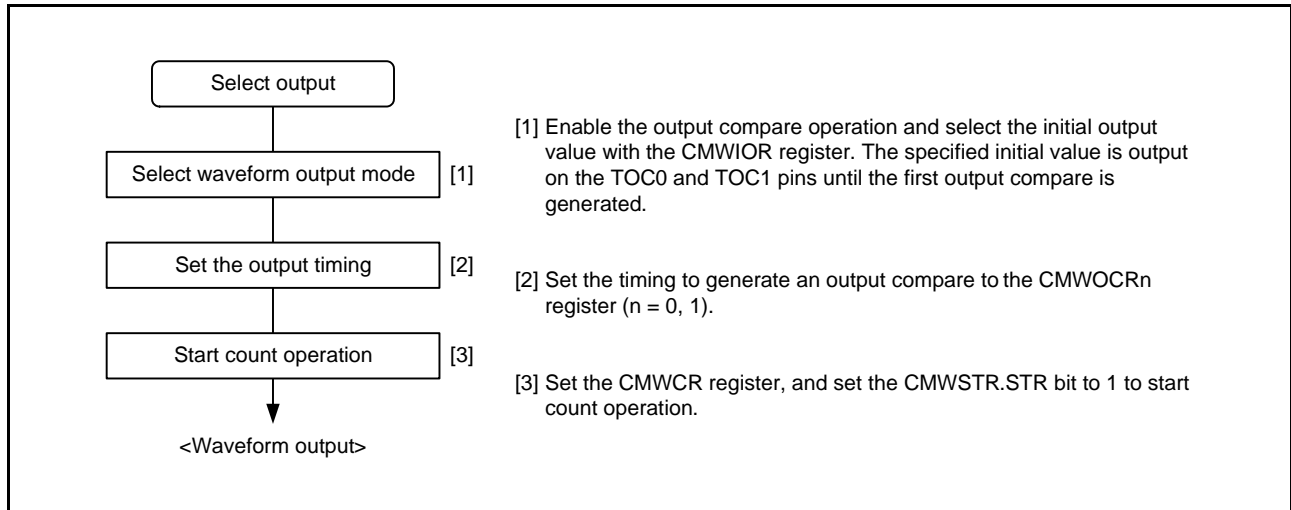 Select output
Select waveform output mode [1]
Set the output timing [2]
Start count operation [3]
<Waveform output>
[1] Enable the output compare operation and select the initial output
value with the CMWIOR register. The specified initial value is output
on the TOC0 and TOC1 pins until the first output compare is
generated.
[2] Set the timing to generate an output compare to the CMWOCRn
register (n = 0, 1).
[3] Set the CMWCR register, and set the CMWSTR.STR bit to 1 to start
count operation.